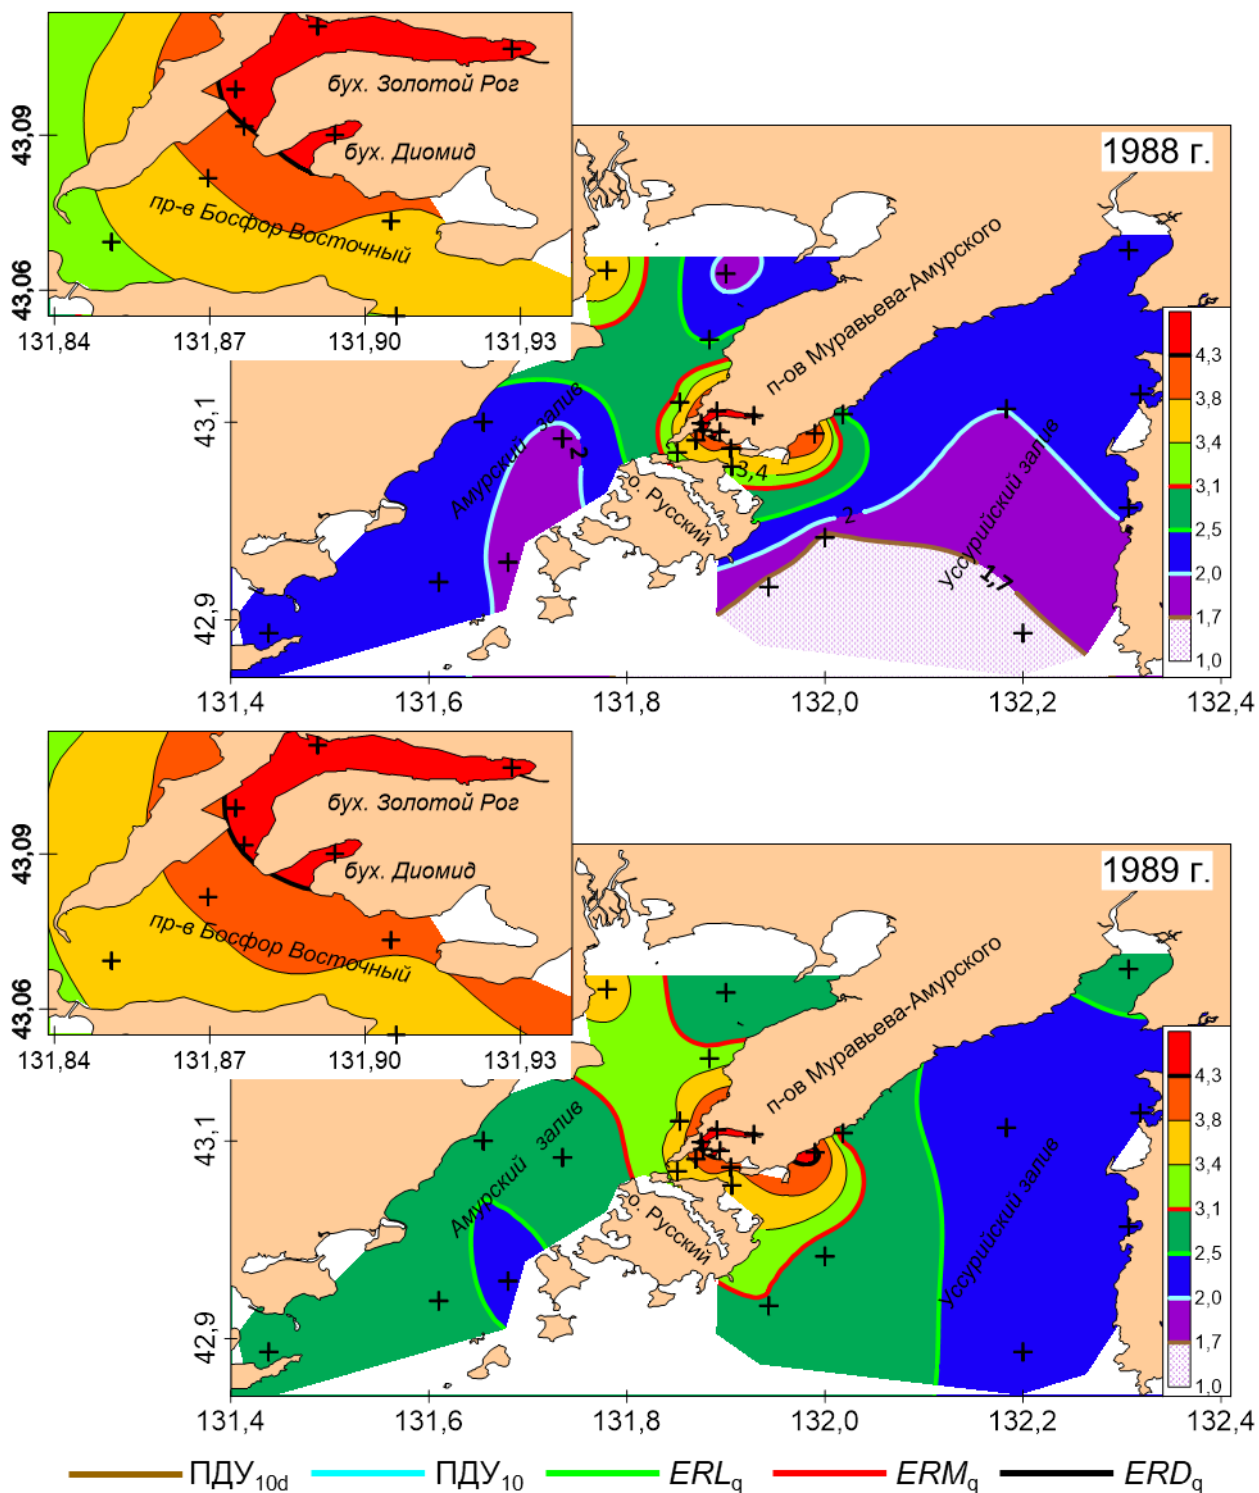 бух. Золотой Рог
бух. Диомид
пр-в Босфор Восточный
43,09
43,06
131,84 131,87 131,90 131,93
1988 г.
п-ов Муравьева-Амурского
Амурский залив
Уссурийский залив
о. Русский
2
3,4
2
1,7
43,1
42,9
131,4 131,6 131,8 132,0 132,2 132,4
4,3
3,8
3,4
3,1
2,5
2,0
1,7
1,0
бух. Золотой Рог
бух. Диомид
пр-в Босфор Восточный
43,09
43,06
131,84 131,87 131,90 131,93
1989 г.
п-ов Муравьева-Амурского
Амурский залив
Уссурийский залив
о. Русский
43,1
42,9
131,4 131,6 131,8 132,0 132,2 132,4
4,3
3,8
3,4
3,1
2,5
2,0
1,7
1,0
ПДУ10d ПДУ10 ERLq ERMq ERDq